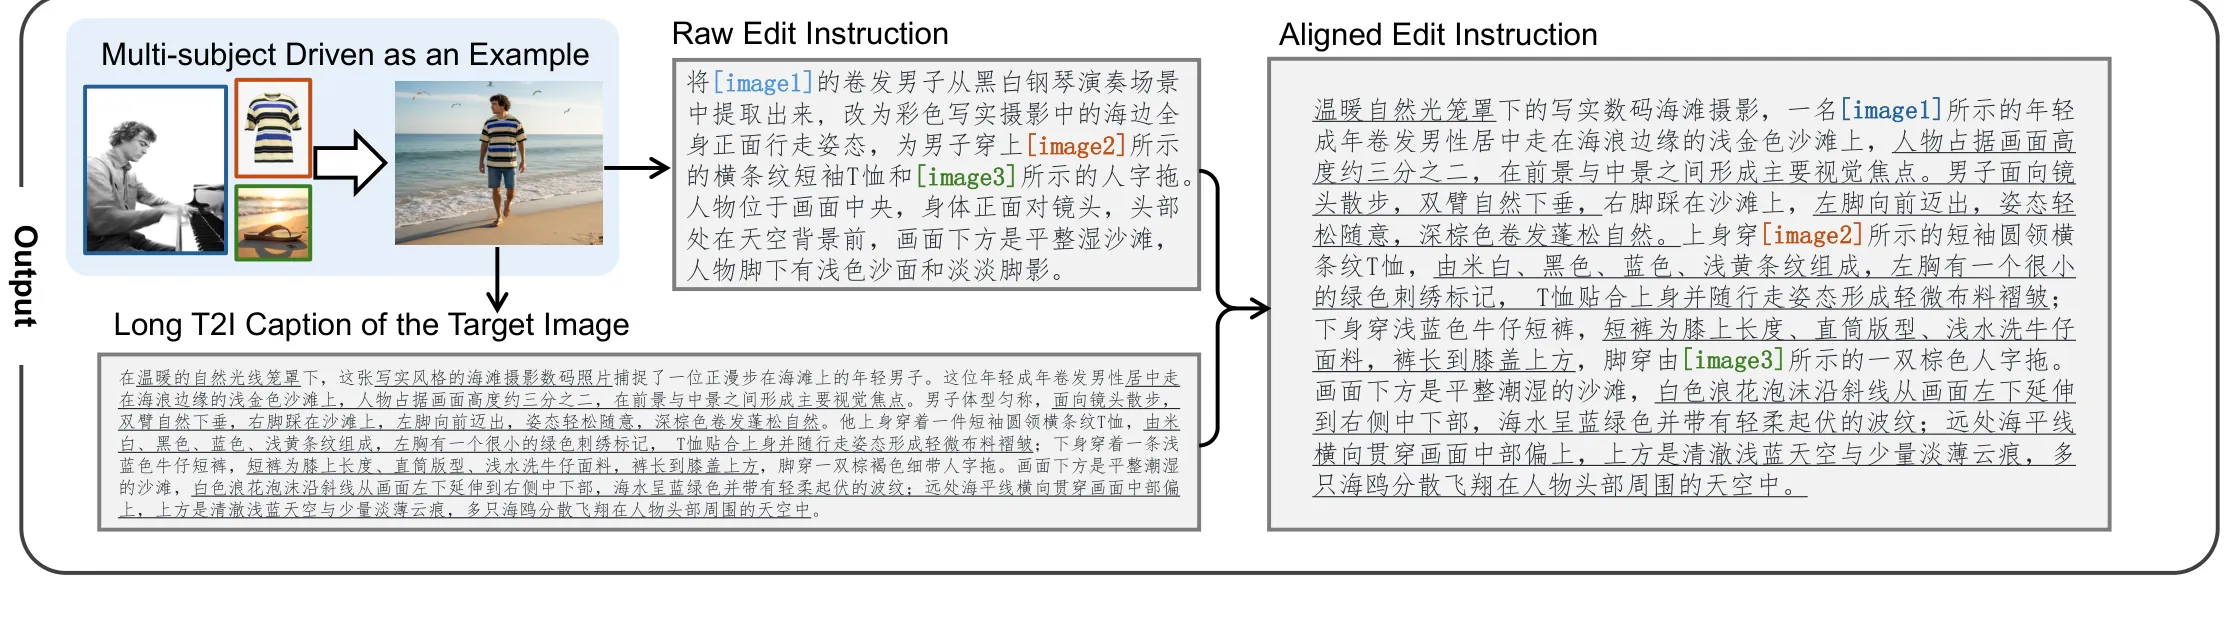 Output
Multi-subject Driven as an Example
Raw Edit Instruction
将[image1]的卷发男子从黑白钢琴演奏场景
中提取出来，改为彩色写实摄影中的海边全
身正面行走姿态，为男子穿上[image2]所示
的横条纹短袖T恤和[image3]所示的人字拖。
人物位于画面中央，身体正面对镜头，头部
处在天空背景前，画面下方是平整湿沙滩，
人物脚下有浅色沙面和淡淡脚影。
Long T2I Caption of the Target Image
在温暖的自然光线笼罩下，这张写实风格的海滩摄影数码照片捕捉了一位正漫步在海滩上的年轻男子。这位年轻成年卷发男性居中走
在海浪边缘的浅金色沙滩上，人物占据画面高度约三分之二，在前景与中景之间形成主要视觉焦点。男子体型匀称，面向镜头散步，
双臂自然下垂，右脚踩在沙滩上，左脚向前迈出，姿态轻松随意，深棕色卷发蓬松自然。他上身穿着一件短袖圆领横条纹T恤，由米
白、黑色、蓝色、浅黄条纹组成，左胸有一个很小的绿色刺绣标记， T恤贴合上身并随行走姿态形成轻微布料褶皱；下身穿着一条浅
蓝色牛仔短裤，短裤为膝上长度、直筒版型、浅水洗牛仔面料，裤长到膝盖上方，脚穿一双棕褐色细带人字拖。画面下方是平整潮湿
的沙滩，白色浪花泡沫沿斜线从画面左下延伸到右侧中下部，海水呈蓝绿色并带有轻柔起伏的波纹；远处海平线横向贯穿画面中部偏
上，上方是清澈浅蓝天空与少量淡薄云痕，多只海鸥分散飞翔在人物头部周围的天空中。
Aligned Edit Instruction
温暖自然光笼罩下的写实数码海滩摄影，一名[image1]所示的年轻
成年卷发男性居中走在海浪边缘的浅金色沙滩上，人物占据画面高
度约三分之二，在前景与中景之间形成主要视觉焦点。男子面向镜
头散步，双臂自然下垂，右脚踩在沙滩上，左脚向前迈出，姿态轻
松随意，深棕色卷发蓬松自然。上身穿[image2]所示的短袖圆领横
条纹T恤，由米白、黑色、蓝色、浅黄条纹组成，左胸有一个很小
的绿色刺绣标记， T恤贴合上身并随行走姿态形成轻微布料褶皱；
下身穿浅蓝色牛仔短裤，短裤为膝上长度、直筒版型、浅水洗牛仔
面料，裤长到膝盖上方，脚穿由[image3]所示的一双棕色人字拖。
画面下方是平整潮湿的沙滩，白色浪花泡沫沿斜线从画面左下延伸
到右侧中下部，海水呈蓝绿色并带有轻柔起伏的波纹；远处海平线
横向贯穿画面中部偏上，上方是清澈浅蓝天空与少量淡薄云痕，多
只海鸥分散飞翔在人物头部周围的天空中。